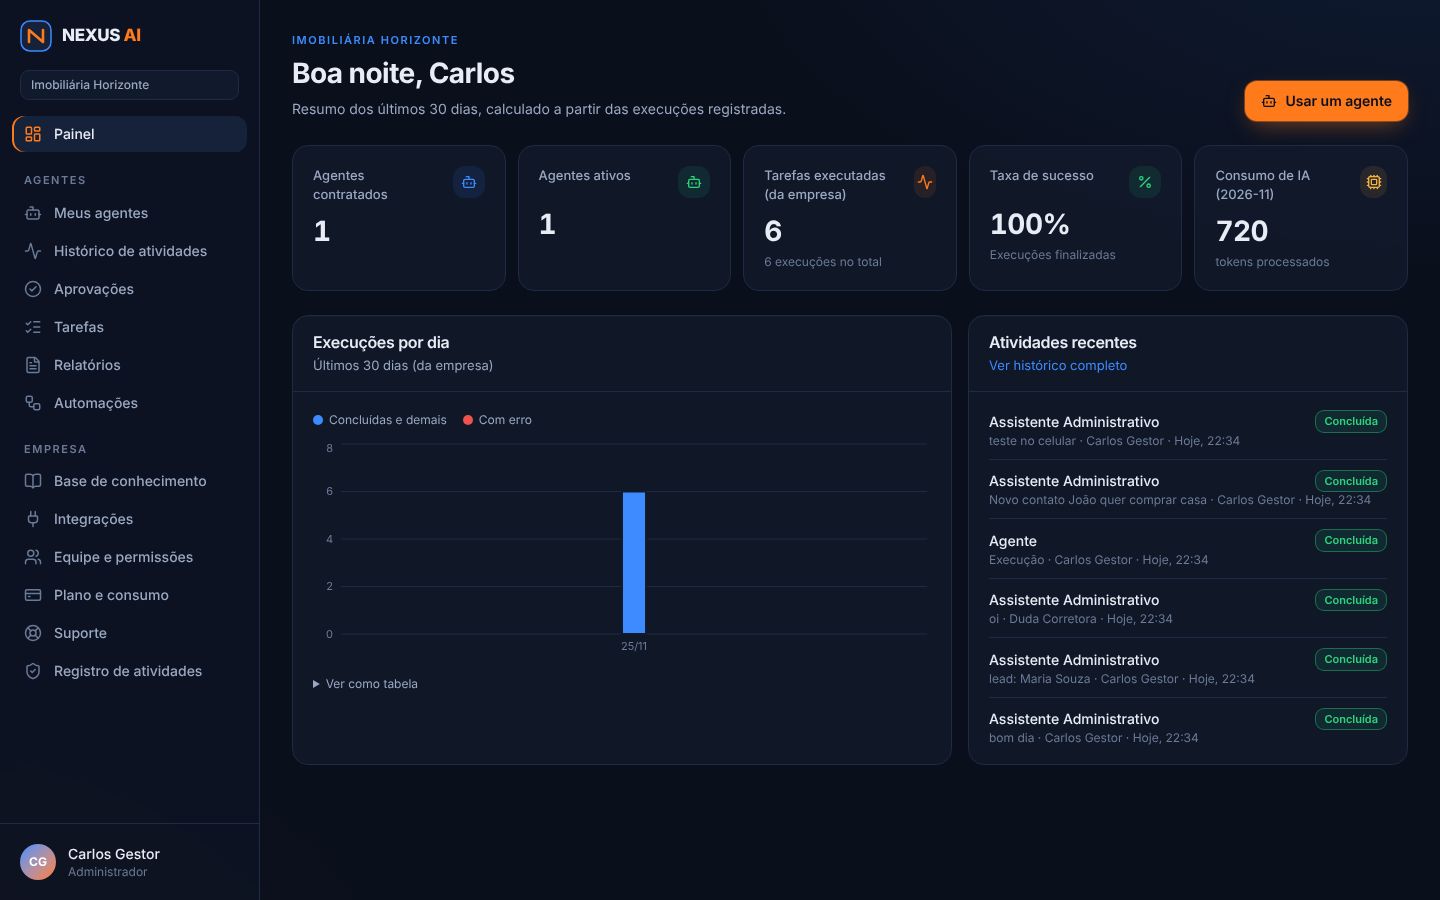 NEXUS AI
Imobiliária Horizonte
Painel
AGENTES
Meus agentes
Histórico de atividades
Aprovações
Tarefas
Relatórios
Automações
EMPRESA
Base de conhecimento
Integrações
Equipe e permissões
Plano e consumo
Suporte
Registro de atividades
CG
Carlos Gestor
Administrador
IMOBILIÁRIA HORIZONTE
Boa noite, Carlos
Resumo dos últimos 30 dias, calculado a partir das execuções registradas.
Usar um agente
Agentes
contratados
1
Agentes ativos
1
Tarefas executadas
(da empresa)
6
6 execuções no total
Taxa de sucesso
100%
Execuções finalizadas
Consumo de IA
(2026-11)
720
tokens processados
Execuções por dia
Últimos 30 dias (da empresa)
Concluídas e demais
Com erro
8
6
4
2
0
25/11
Ver como tabela
Atividades recentes
Ver histórico completo
Assistente Administrativo
Concluída
teste no celular · Carlos Gestor · Hoje, 22:34
Assistente Administrativo
Concluída
Novo contato João quer comprar casa · Carlos Gestor · Hoje, 22:34
Agente
Concluída
Execução · Carlos Gestor · Hoje, 22:34
Assistente Administrativo
Concluída
oi · Duda Corretora · Hoje, 22:34
Assistente Administrativo
Concluída
lead: Maria Souza · Carlos Gestor · Hoje, 22:34
Assistente Administrativo
Concluída
bom dia · Carlos Gestor · Hoje, 22:34